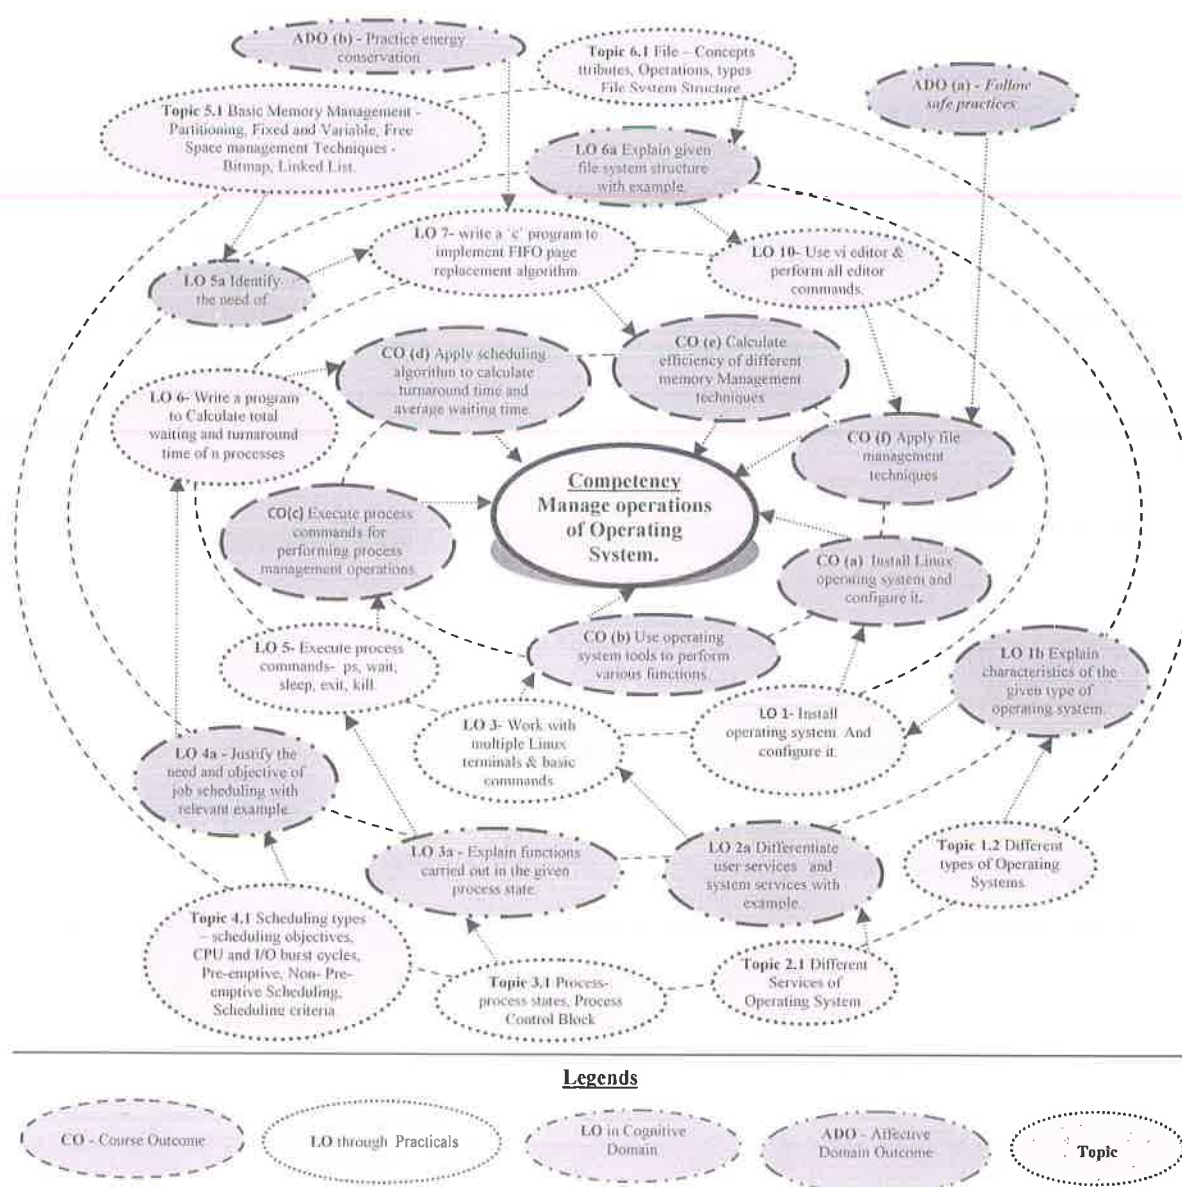 ADO (b) - Practice energy
conservation
Topic 6.1 File – Concepts
ttributes, Operations, types
File System Structure
ADO (a) - Follow
safe practices
Topic 5.1 Basic Memory Management -
Partitioning, Fixed and Variable, Free
Space management Techniques -
Bitmap, Linked List.
LO 6a Explain given
file system structure
with example.
LO 7- write a 'c' program to
implement FIFO page
replacement algorithm
LO 10- Use vi editor &
perform all editor
commands.
LO 5a Identify
the need of
CO (d) Apply scheduling
algorithm to calculate
turnaround time and
average waiting time.
CO (e) Calculate
efficiency of different
memory Management
techniques
LO 6- Write a program
to Calculate total
waiting and turnaround
time of n processes
CO (f) Apply file
management
techniques
Competency
Manage operations
of Operating
System.
CO(c) Execute process
commands for
performing process
management operations.
CO (a) Install Linux
operating system and
configure it.
CO (b) Use operating
system tools to perform
various functions.
LO 5- Execute process
commands- ps, wait,
sleep, exit, kill
LO 1b Explain
characteristics of the
given type of
operating system.
LO 3- Work with
multiple Linux
terminals & basic
commands
LO 1- Install
operating system. And
configure it.
LO 4a - Justify the
need and objective of
job scheduling with
relevant example.
LO 3a - Explain functions
carried out in the given
process state.
LO 2a Differentiate
user services and
system services with
example.
Topic 1.2 Different
types of Operating
Systems
Topic 4.1 Scheduling types
– scheduling objectives,
CPU and I/O burst cycles,
Pre-emptive, Non- Pre-
emptive Scheduling,
Scheduling criteria
Topic 3.1 Process-
process states, Process
Control Block
Topic 2.1 Different
Services of
Operating System
Legends
CO - Course Outcome
LO through Practicals
LO in Cognitive
Domain
ADO - Affective
Domain Outcome
Topic